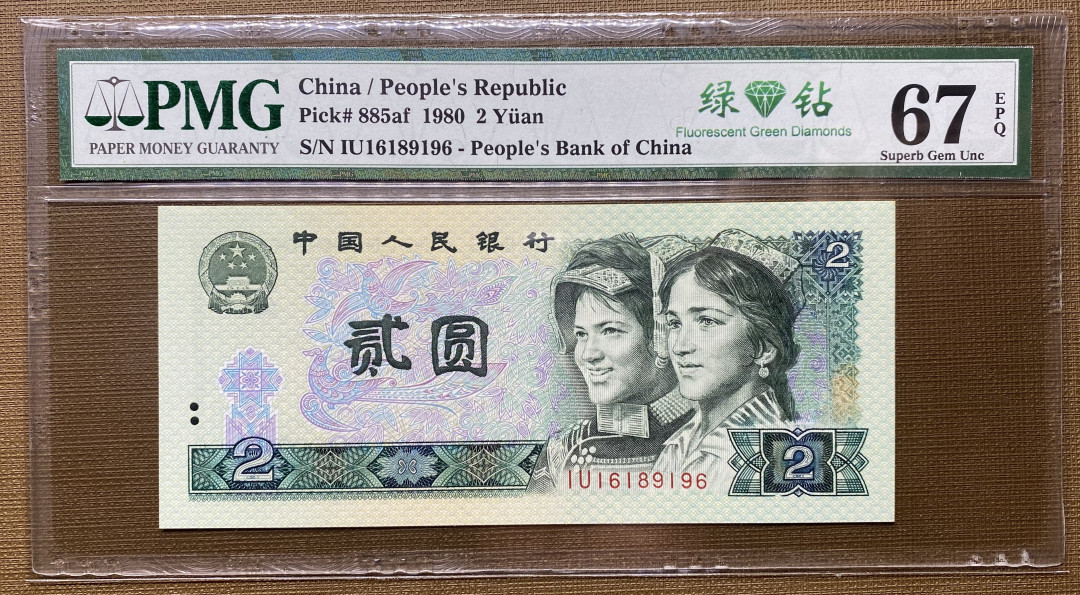 PMG
PAPER MONEY GUARANTY
China / People's Republic
Pick# 885af 1980 2 Yüan
S/N IU16189196 - People's Bank of China
绿 钻
Fluorescent Green Diamonds
67
EPQ
Superb Gem Unc
中国人民银行
2
贰圆
2
IU16189196
2